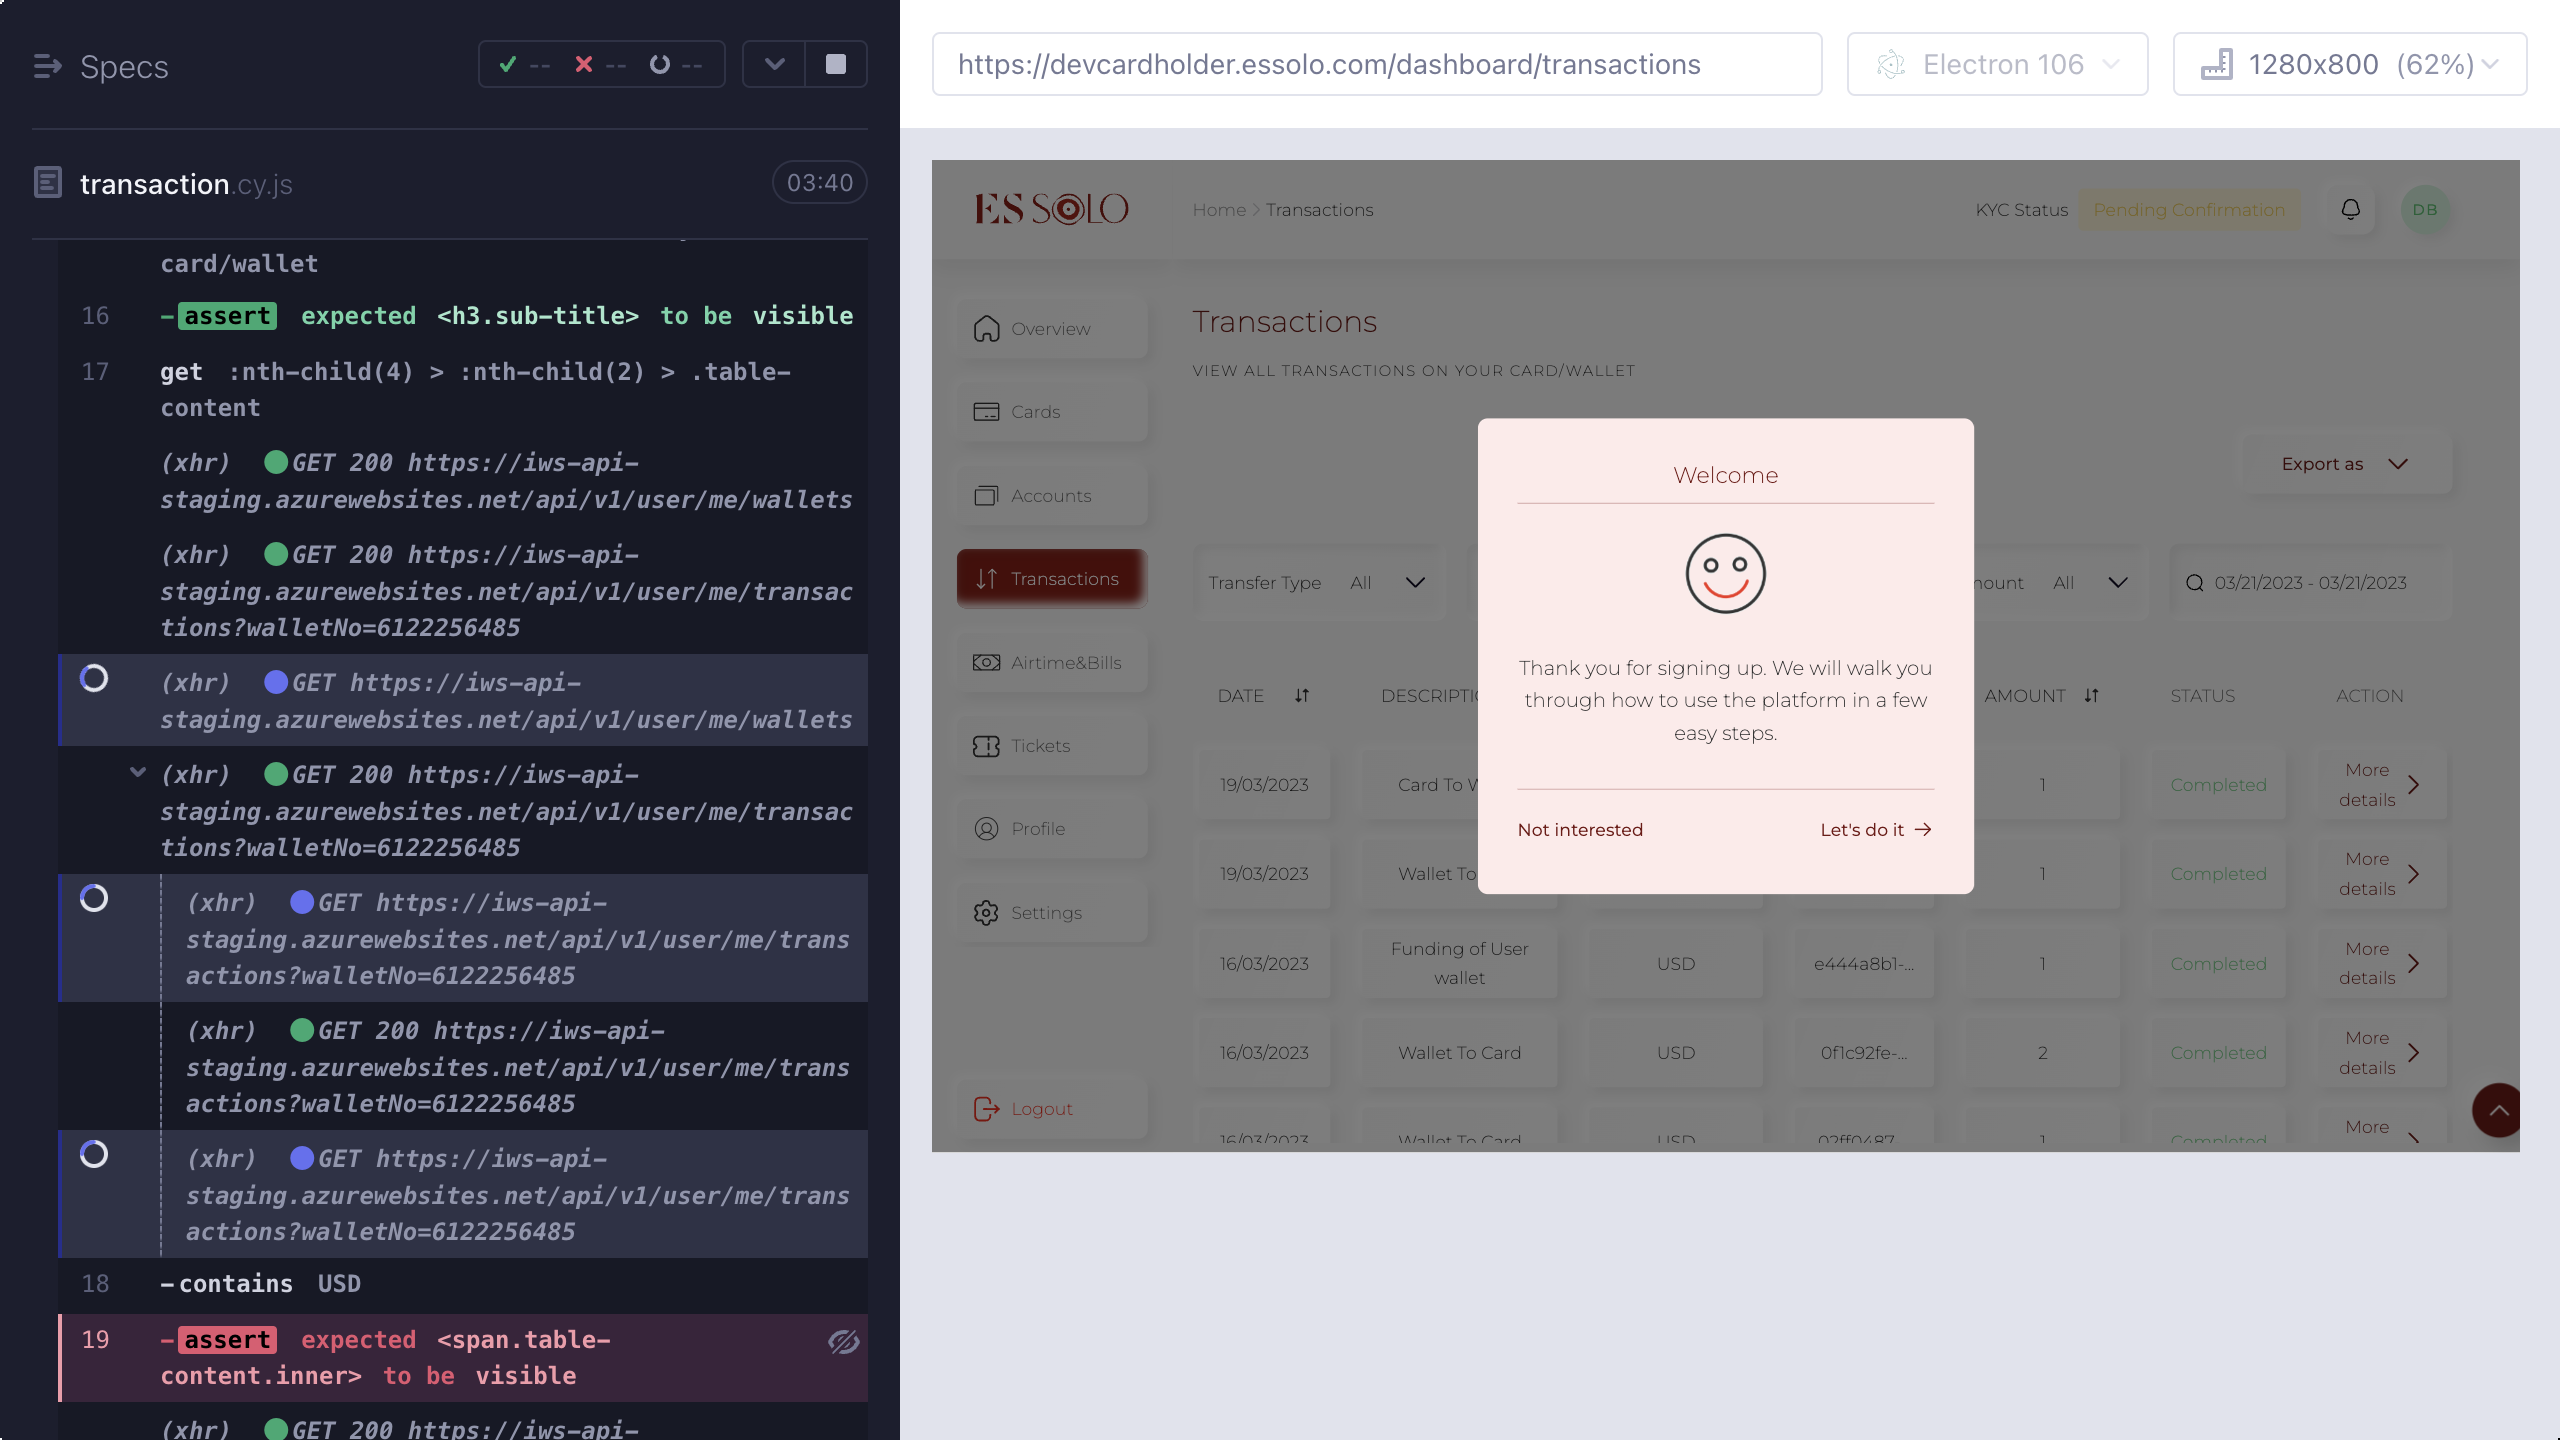 Specs
-- -- --
transaction.cy.js
03:40
card/wallet
16 -assert expected <h3.sub-title> to be visible
17 get :nth-child(4) > :nth-child(2) > .table-
content
(xhr) GET 200 https://iws-api-
staging.azurewebsites.net/api/v1/user/me/wallets
(xhr) GET 200 https://iws-api-
staging.azurewebsites.net/api/v1/user/me/transac
tions?walletNo=6122256485
(xhr) GET https://iws-api-
staging.azurewebsites.net/api/v1/user/me/wallets
(xhr) GET 200 https://iws-api-
staging.azurewebsites.net/api/v1/user/me/transac
tions?walletNo=6122256485
(xhr) GET https://iws-api-
staging.azurewebsites.net/api/v1/user/me/trans
actions?walletNo=6122256485
(xhr) GET 200 https://iws-api-
staging.azurewebsites.net/api/v1/user/me/trans
actions?walletNo=6122256485
(xhr) GET https://iws-api-
staging.azurewebsites.net/api/v1/user/me/trans
actions?walletNo=6122256485
18 -contains USD
19 -assert expected <span.table-
content.inner> to be visible
(xhr) GET 200 https://iws-api-
https://devcardholder.essolo.com/dashboard/transactions
Electron 106
1280x800 (62%)
ES SOLO
Home > Transactions
KYC Status Pending Confirmation
DB
Overview
Cards
Accounts
Transactions
Airtime&Bills
Tickets
Profile
Settings
Logout
Transactions
VIEW ALL TRANSACTIONS ON YOUR CARD/WALLET
Export as
Transfer Type All
mount All
03/21/2023 - 03/21/2023
DATE DESCRIPTIO AMOUNT STATUS ACTION
19/03/2023 Card To W 1 Completed More details
19/03/2023 Wallet To 1 Completed More details
16/03/2023 Funding of User wallet USD e444a8b1-... 1 Completed More details
16/03/2023 Wallet To Card USD 0f1c92fe-... 2 Completed More details
16/03/2023 Wallet To Card USD 02ff0487 1 Completed More
Welcome
Thank you for signing up. We will walk you
through how to use the platform in a few
easy steps.
Not interested
Let's do it →